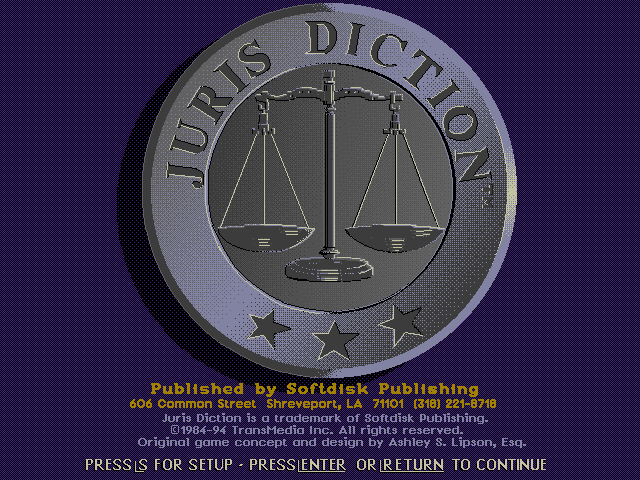 JURIS DICTION™
Published by Softdisk Publishing
606 Common Street Shreveport, LA 71101 (318) 221-8718
Juris Diction is a trademark of Softdisk Publishing.
©1984-94 TransMedia Inc. All rights reserved.
Original game concept and design by Ashley S. Lipson, Esq.
PRESS S FOR SETUP - PRESS ENTER OR RETURN TO CONTINUE